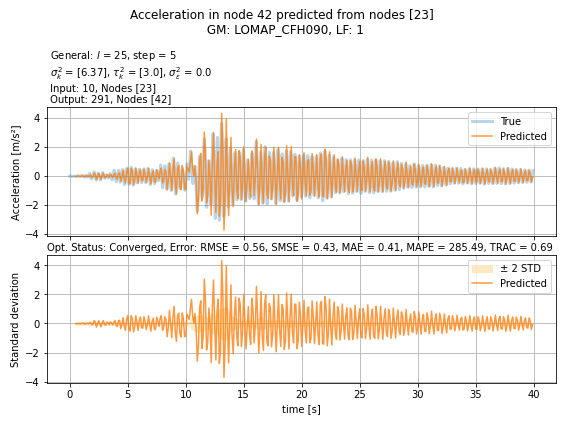 Acceleration in node 42 predicted from nodes [23]
GM: LOMAP_CFH090, LF: 1
General: l = 25, step = 5
σ²ₖ = [6.37], τ²ₖ = [3.0], σ²ε = 0.0
Input: 10, Nodes [23]
Output: 291, Nodes [42]
Acceleration [m/s²]
4
2
0
−2
−4
True
Predicted
Opt. Status: Converged, Error: RMSE = 0.56, SMSE = 0.43, MAE = 0.41, MAPE = 285.49, TRAC = 0.69
Standard deviation
4
2
0
−2
−4
± 2 STD
Predicted
0 5 10 15 20 25 30 35 40
time [s]